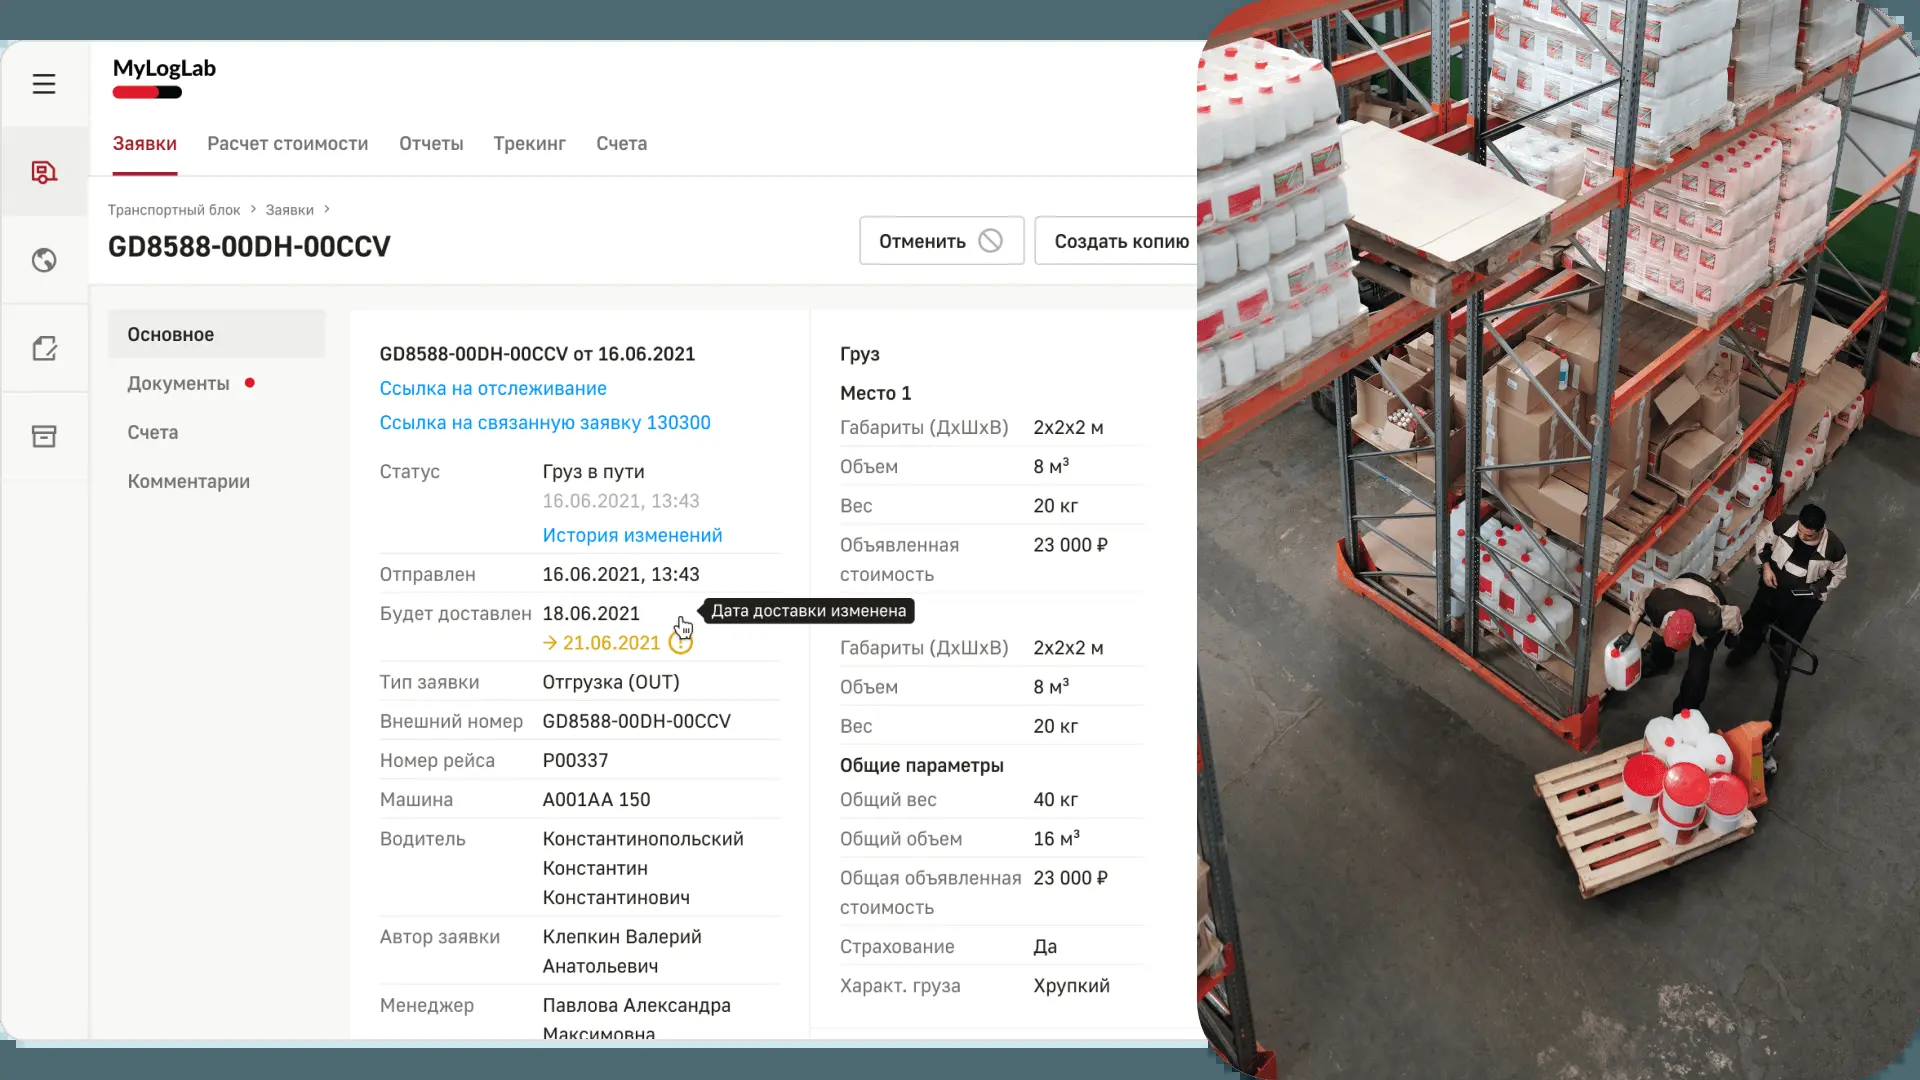 MyLogLab
Заявки Расчет стоимости Отчеты Трекинг Счета
Транспортный блок > Заявки >
GD8588-00DH-00CCV
Отменить
Создать копию
Основное
Документы
Счета
Комментарии
GD8588-00DH-00CCV от 16.06.2021
Ссылка на отслеживание
Ссылка на связанную заявку 130300
Статус Груз в пути
16.06.2021, 13:43
История изменений
Отправлен 16.06.2021, 13:43
Будет доставлен 18.06.2021
→ 21.06.2021
Дата доставки изменена
Тип заявки Отгрузка (OUT)
Внешний номер GD8588-00DH-00CCV
Номер рейса P00337
Машина А001АА 150
Водитель Константинопольский
Константин
Константинович
Автор заявки Клепкин Валерий
Анатольевич
Менеджер Павлова Александра
Максимовна
Груз
Место 1
Габариты (ДхШхВ) 2х2х2 м
Объем 8 м³
Вес 20 кг
Объявленная 23 000 ₽
стоимость
Габариты (ДхШхВ) 2х2х2 м
Объем 8 м³
Вес 20 кг
Общие параметры
Общий вес 40 кг
Общий объем 16 м³
Общая объявленная 23 000 ₽
стоимость
Страхование Да
Характ. груза Хрупкий